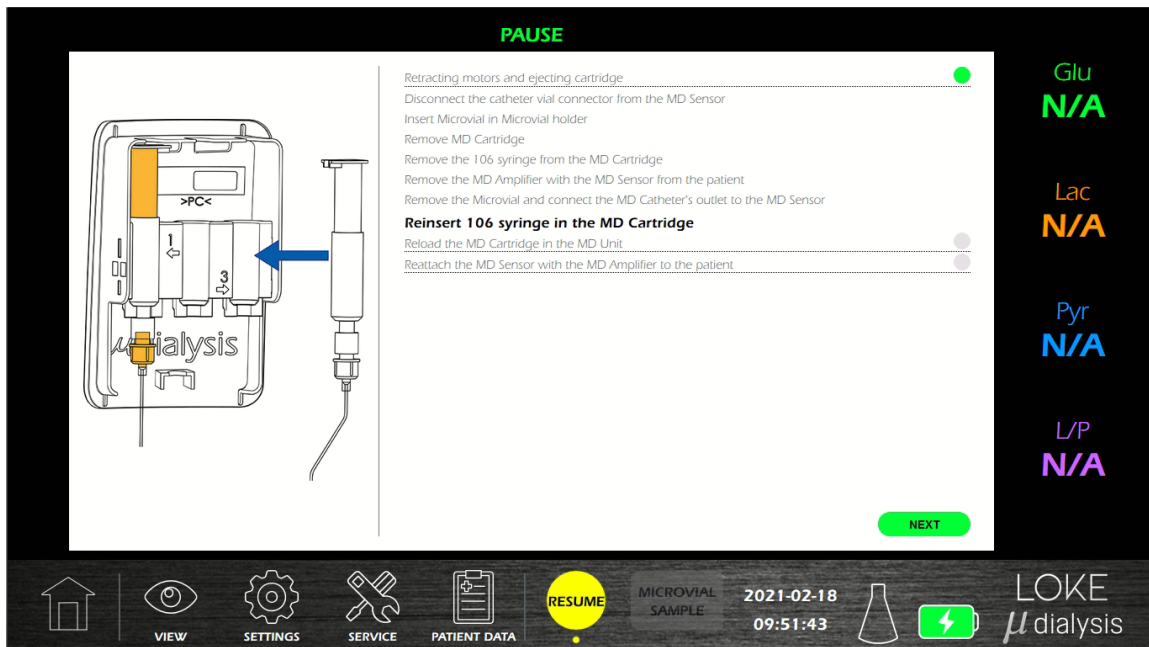 PAUSE
Retracting motors and ejecting cartridge
Disconnect the catheter vial connector from the MD Sensor
Insert Microvial in Microvial holder
Remove MD Cartridge
Remove the 106 syringe from the MD Cartridge
Remove the MD Amplifier with the MD Sensor from the patient
Remove the Microvial and connect the MD Catheter's outlet to the MD Sensor
Reinsert 106 syringe in the MD Cartridge
Reload the MD Cartridge in the MD Unit
Reattach the MD Sensor with the MD Amplifier to the patient
>PC<
1
3
μdialysis
NEXT
Glu
N/A
Lac
N/A
Pyr
N/A
L/P
N/A
VIEW
SETTINGS
SERVICE
PATIENT DATA
RESUME
MICROVIAL
SAMPLE
2021-02-18
09:51:43
LOKE
μ dialysis